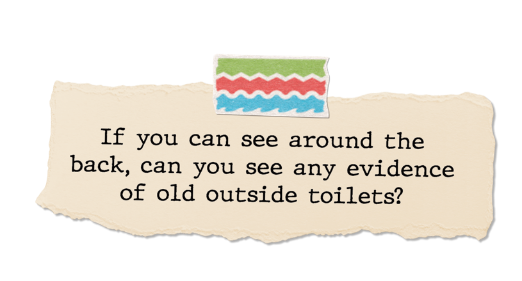 If you can see around the
back, can you see any evidence
of old outside toilets?